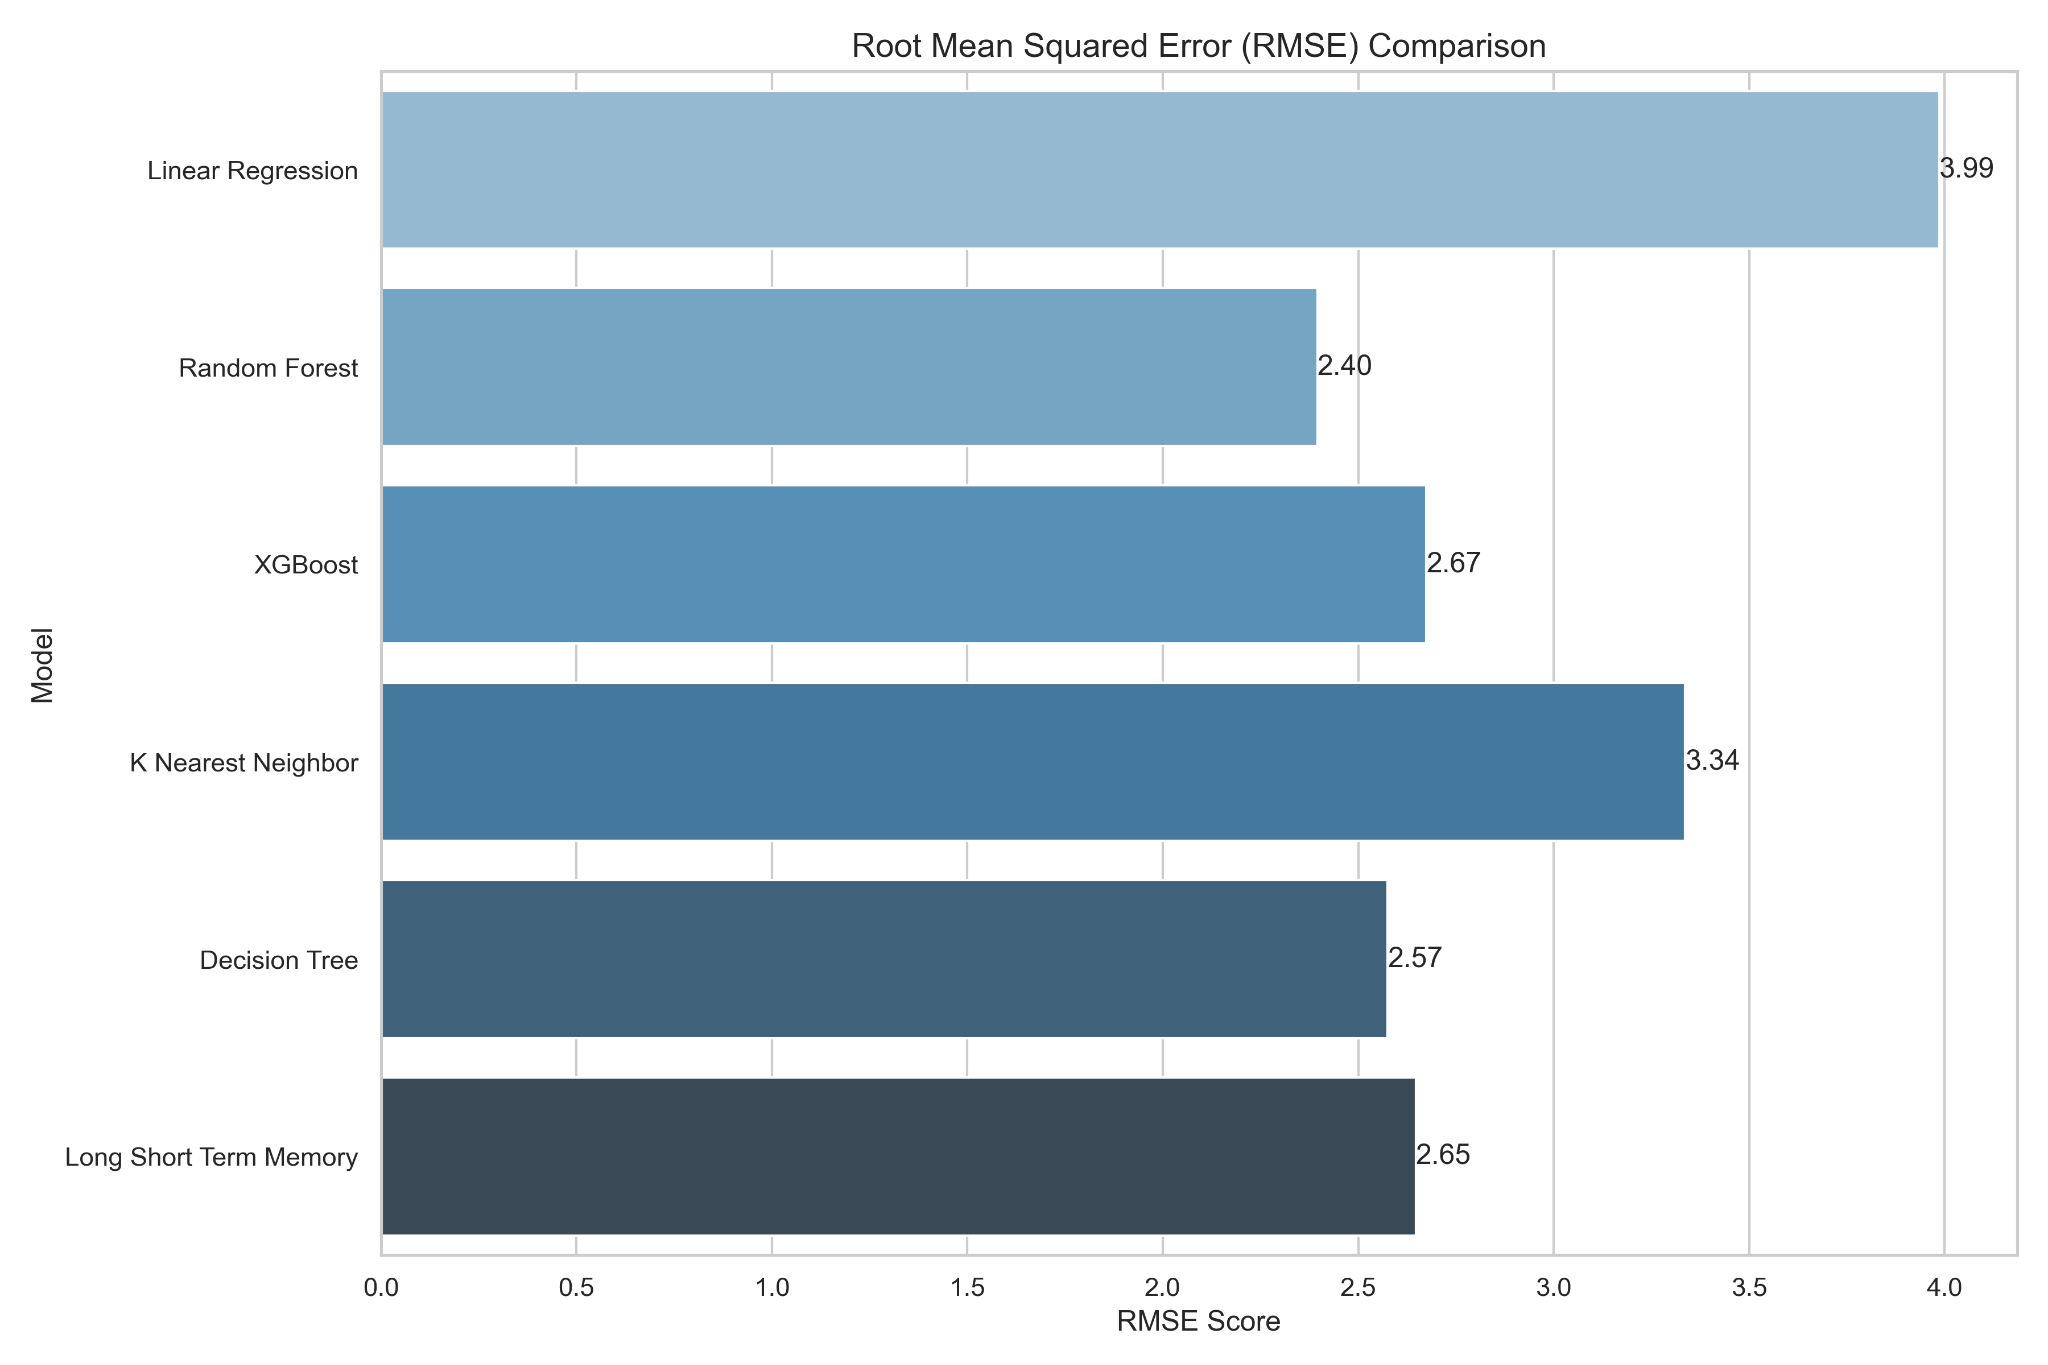 Root Mean Squared Error (RMSE) Comparison
Linear Regression
3.99
Random Forest
2.40
XGBoost
2.67
Model
K Nearest Neighbor
3.34
Decision Tree
2.57
Long Short Term Memory
2.65
0.0 0.5 1.0 1.5 2.0 2.5 3.0 3.5 4.0
RMSE Score